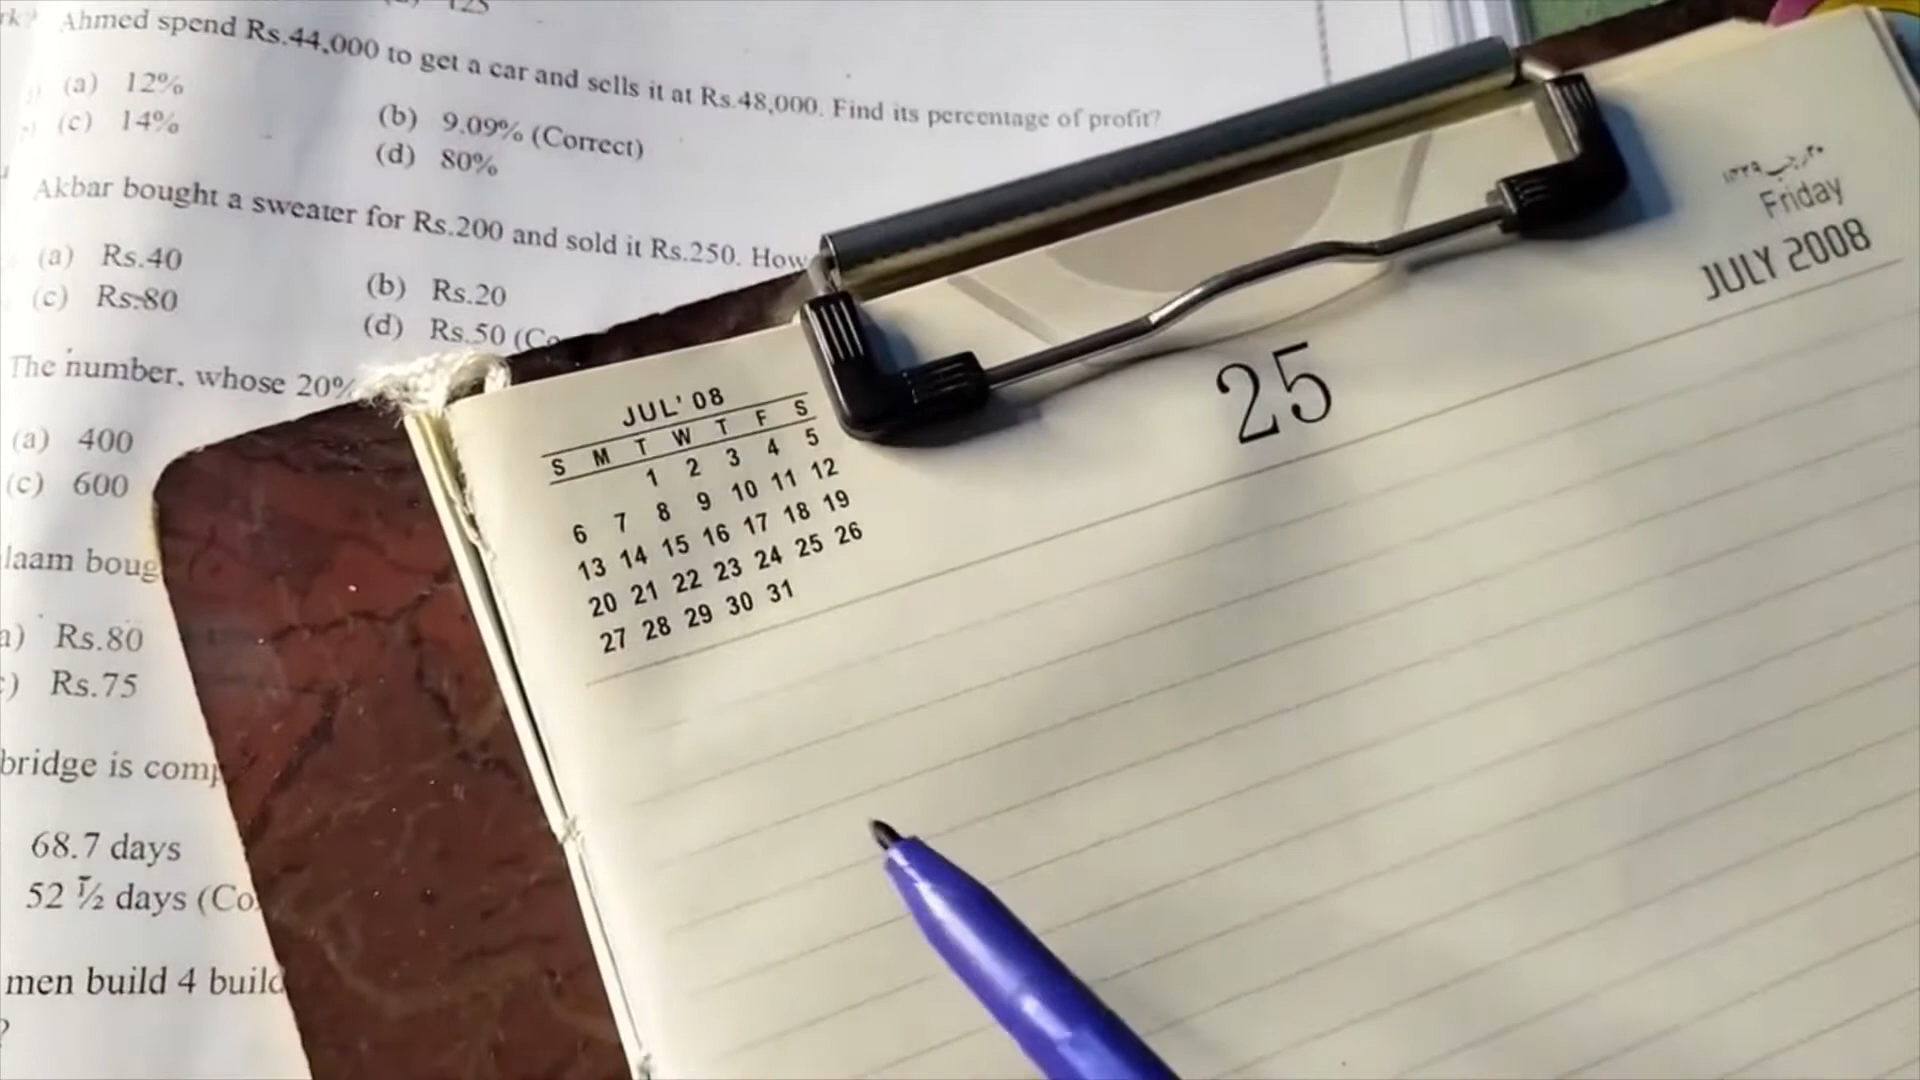 125
Ahmed spend Rs.44,000 to get a car and sells it at Rs.48,000. Find its percentage of profit?
(a) 12%
(b) 9.09% (Correct)
(c) 14%
(d) 80%
Akbar bought a sweater for Rs.200 and sold it Rs.250. How
(a) Rs.40
(b) Rs.20
(c) Rs.80
(d) Rs.50
The number, whose 20%
(a) 400
(c) 600
laam
a) Rs.80
Rs.75
bridge is
68.7 days
52 ½ days
men build 4
?
JUL' 08
S M T W T F S
1 2 3 4 5
6 7 8 9 10 11 12
13 14 15 16 17 18 19
20 21 22 23 24 25 26
27 28 29 30 31
25
۲۰ رجب ۱۴۲۹
Friday
JULY 2008